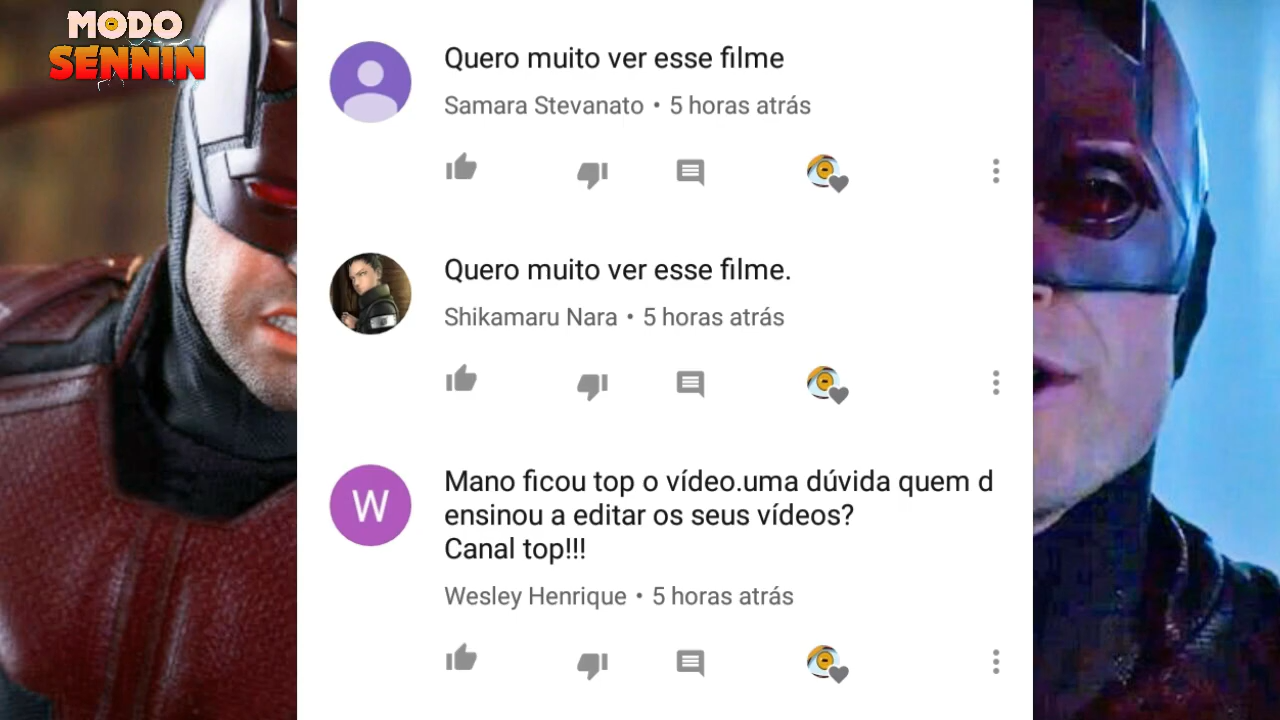 MODO
SENNIN
Quero muito ver esse filme
Samara Stevanato • 5 horas atrás
Quero muito ver esse filme.
Shikamaru Nara • 5 horas atrás
W
Mano ficou top o vídeo.uma dúvida quem d
ensinou a editar os seus vídeos?
Canal top!!!
Wesley Henrique • 5 horas atrás